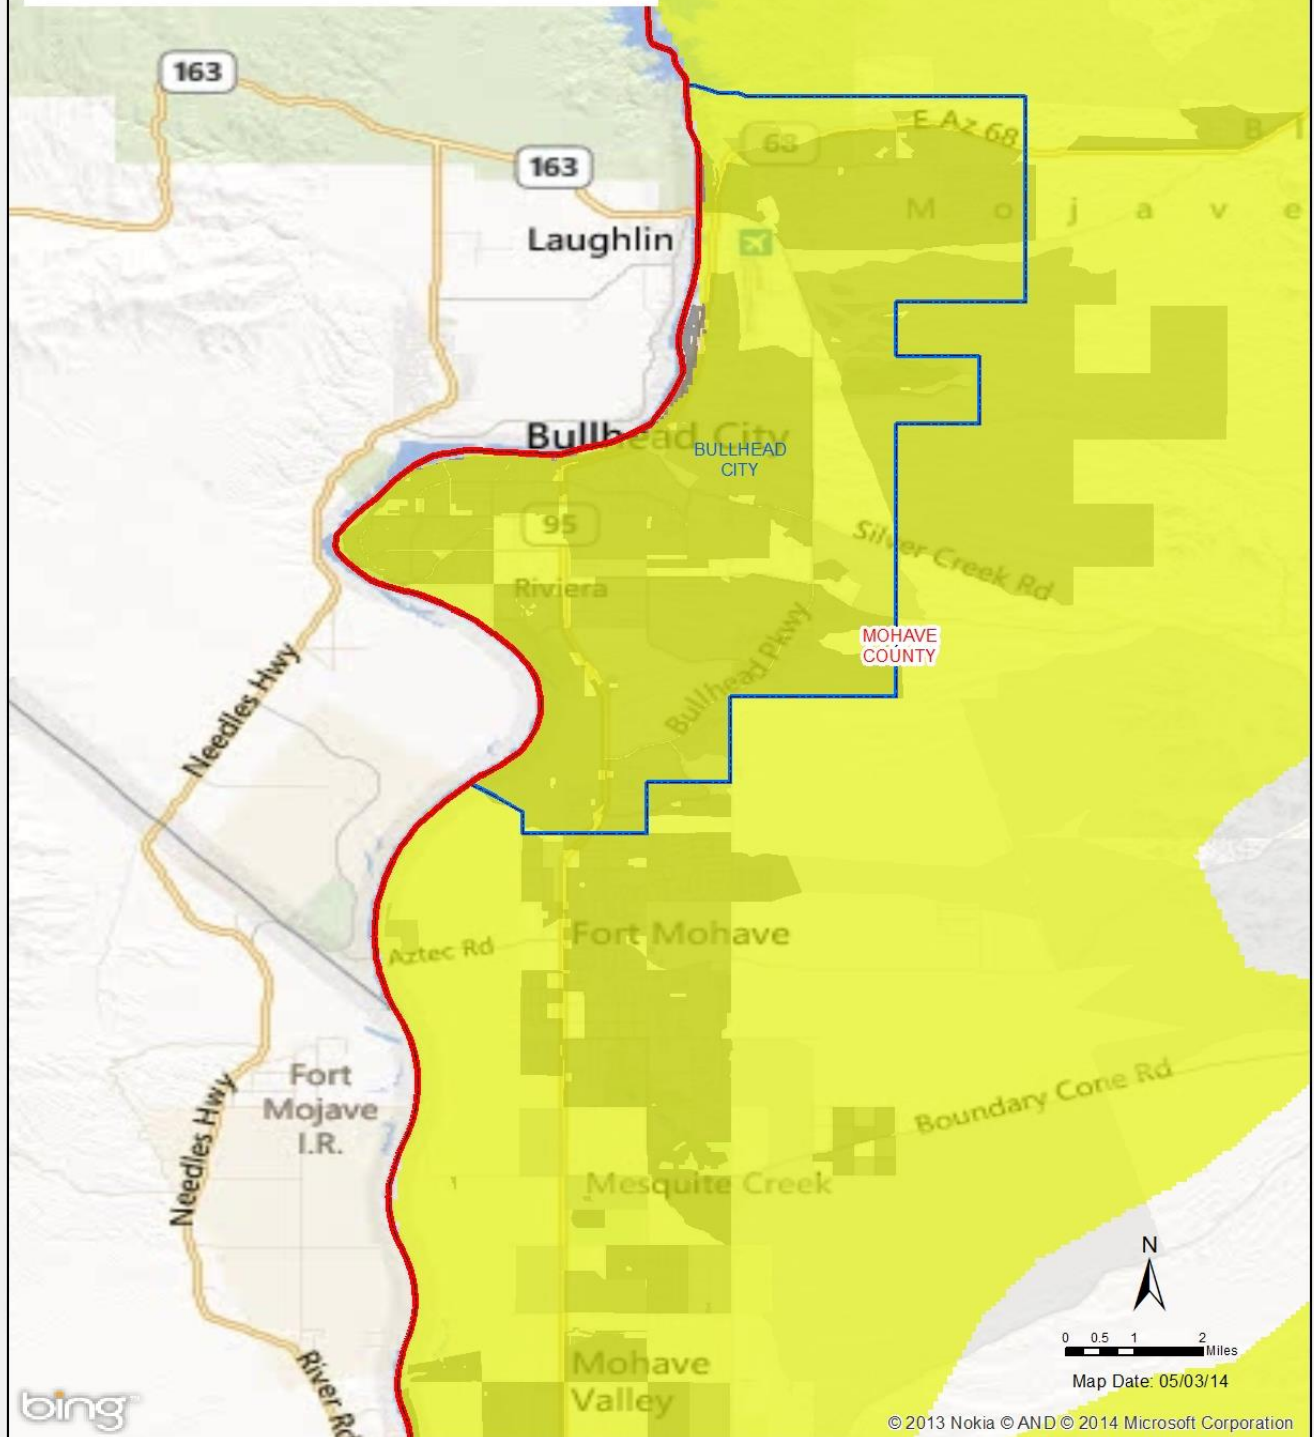 163
68
E Az 68
B l
163
M o j a v e
Laughlin
Bullhead City
BULLHEAD
CITY
95
Silver Creek Rd
Riviera
Bullhead Pkwy
MOHAVE
COUNTY
Needles Hwy
Fort Mohave
Aztec Rd
Fort
Mojave
I.R.
Boundary Cone Rd
Needles Hwy
Mesquite Creek
N
0 0.5 1 2
Miles
River Rd
Mohave
Valley
Map Date: 05/03/14
bing
© 2013 Nokia © AND © 2014 Microsoft Corporation